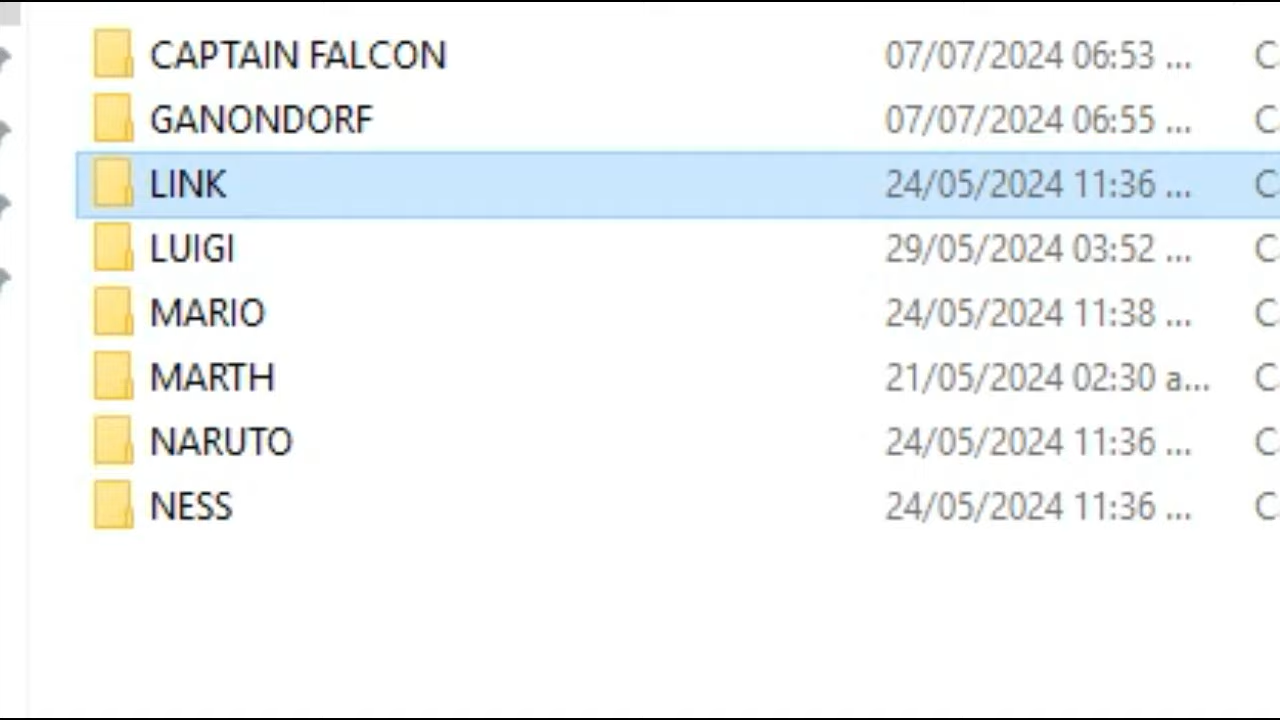 CAPTAIN FALCON 07/07/2024 06:53 ...
GANONDORF 07/07/2024 06:55 ...
LINK 24/05/2024 11:36 ...
LUIGI 29/05/2024 03:52 ...
MARIO 24/05/2024 11:38 ...
MARTH 21/05/2024 02:30 a...
NARUTO 24/05/2024 11:36 ...
NESS 24/05/2024 11:36 ...